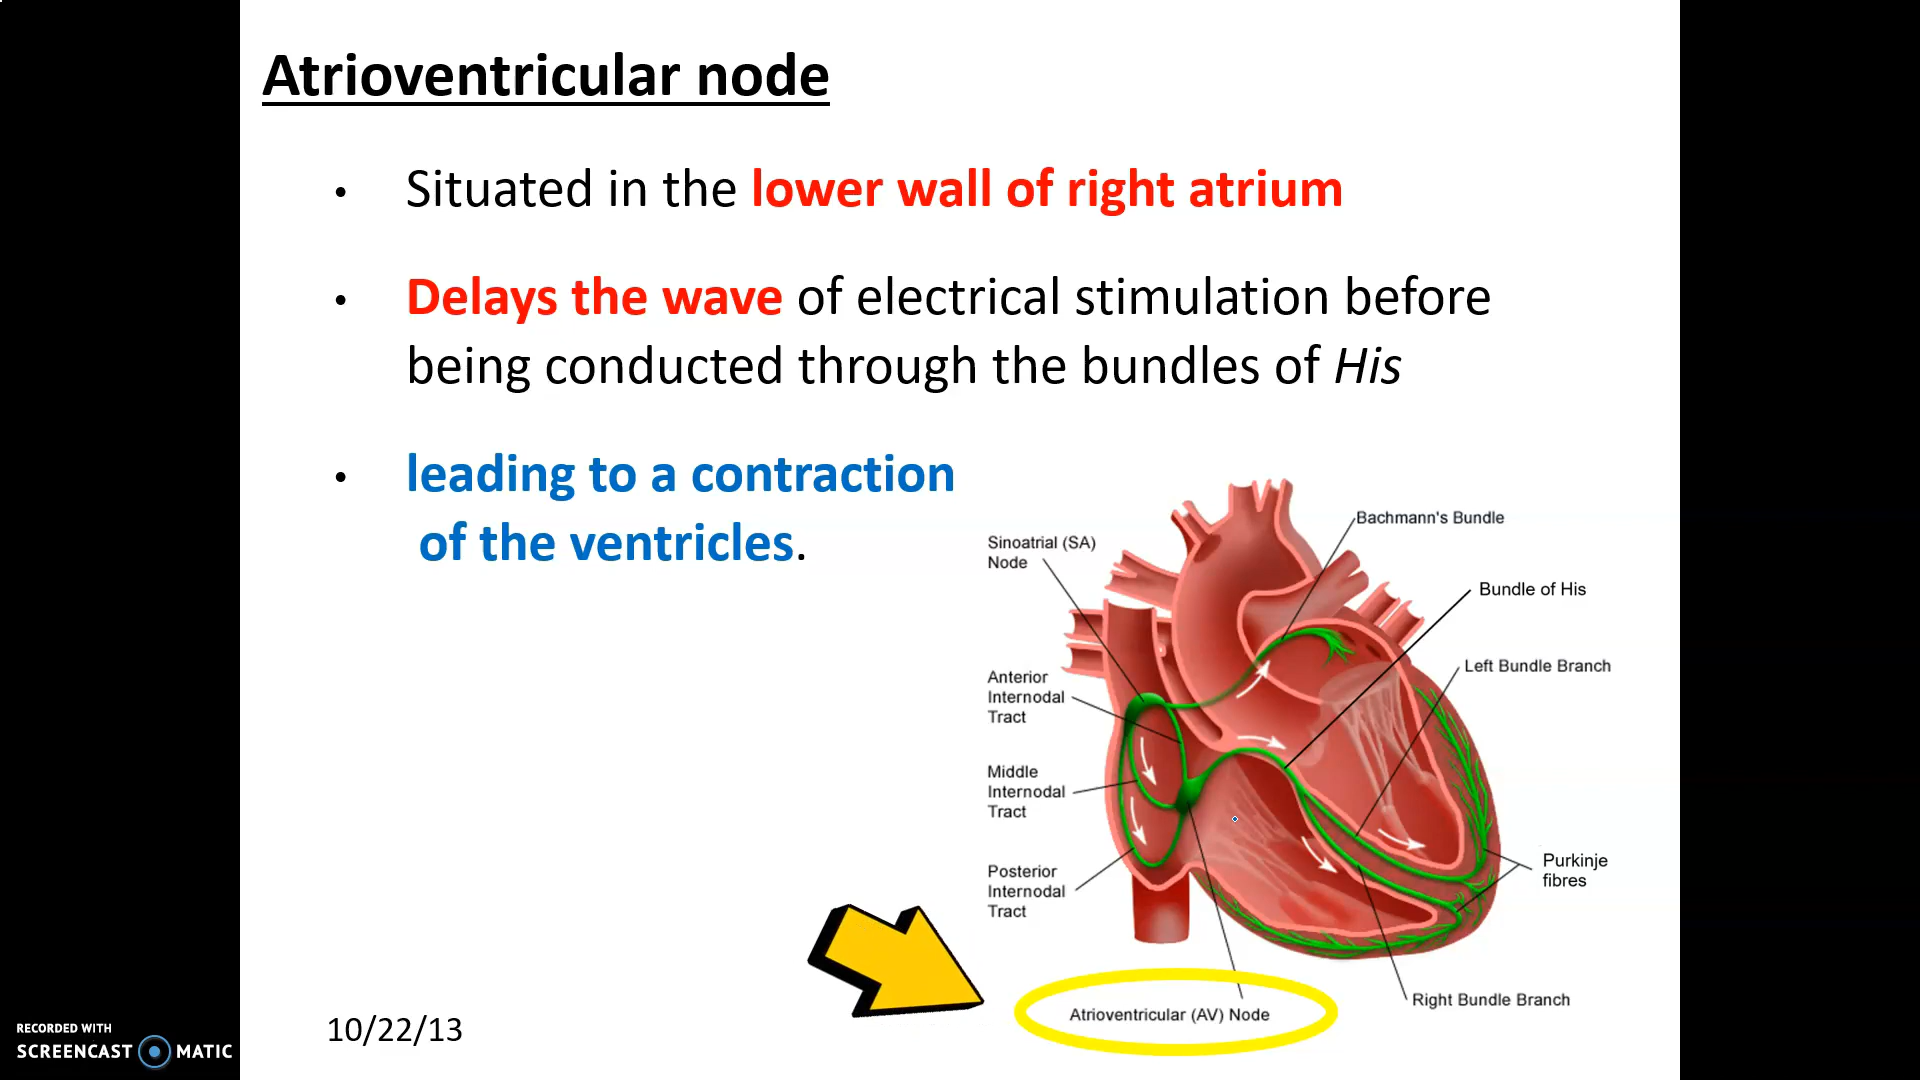 Atrioventricular node
• Situated in the lower wall of right atrium
• Delays the wave of electrical stimulation before
being conducted through the bundles of His
• leading to a contraction
of the ventricles.
Bachmann's Bundle
Sinoatrial (SA)
Node
Bundle of His
Left Bundle Branch
Anterior
Internodal
Tract
Middle
Internodal
Tract
Purkinje
fibres
Posterior
Internodal
Tract
Right Bundle Branch
Atrioventricular (AV) Node
10/22/13
RECORDED WITH
SCREENCAST MATIC